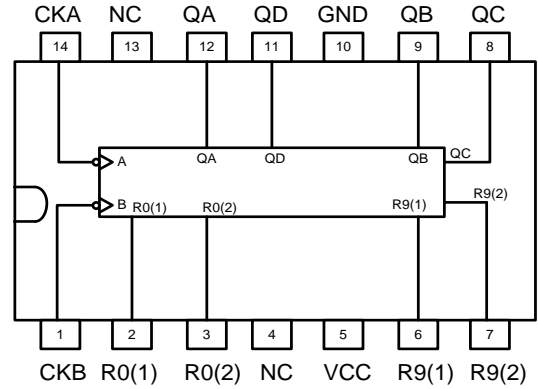 CKA NC QA QD GND QB QC
14 13 12 11 10 9 8
A QA QD QB QC
B R0(1) R0(2) R9(1) R9(2)
1 2 3 4 5 6 7
CKB R0(1) R0(2) NC VCC R9(1) R9(2)